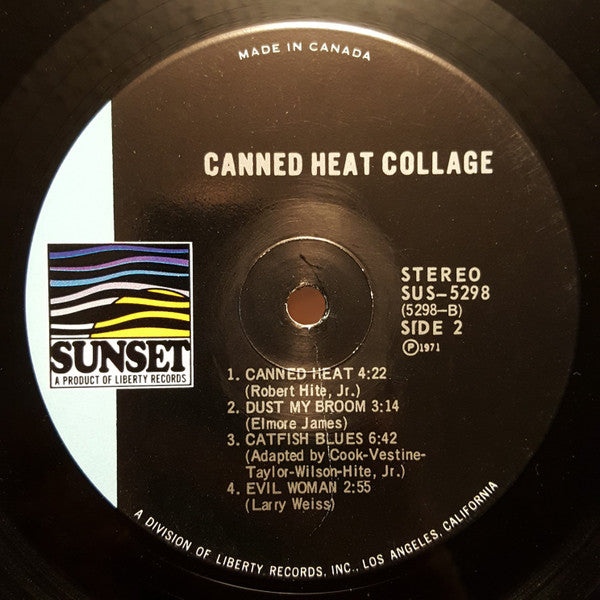 MADE IN CANADA
CANNED HEAT COLLAGE
STEREO
SUS-5298
(5298-B)
SIDE 2
Ⓟ1971
SUNSET
A PRODUCT OF LIBERTY RECORDS
1. CANNED HEAT 4:22
(Robert Hite, Jr.)
2. DUST MY BROOM 3:14
(Elmore James)
3. CATFISH BLUES 6:42
(Adapted by Cook-Vestine-
Taylor-Wilson-Hite, Jr.)
4. EVIL WOMAN 2:55
(Larry Weiss)
A DIVISION OF LIBERTY RECORDS, INC., LOS ANGELES, CALIFORNIA